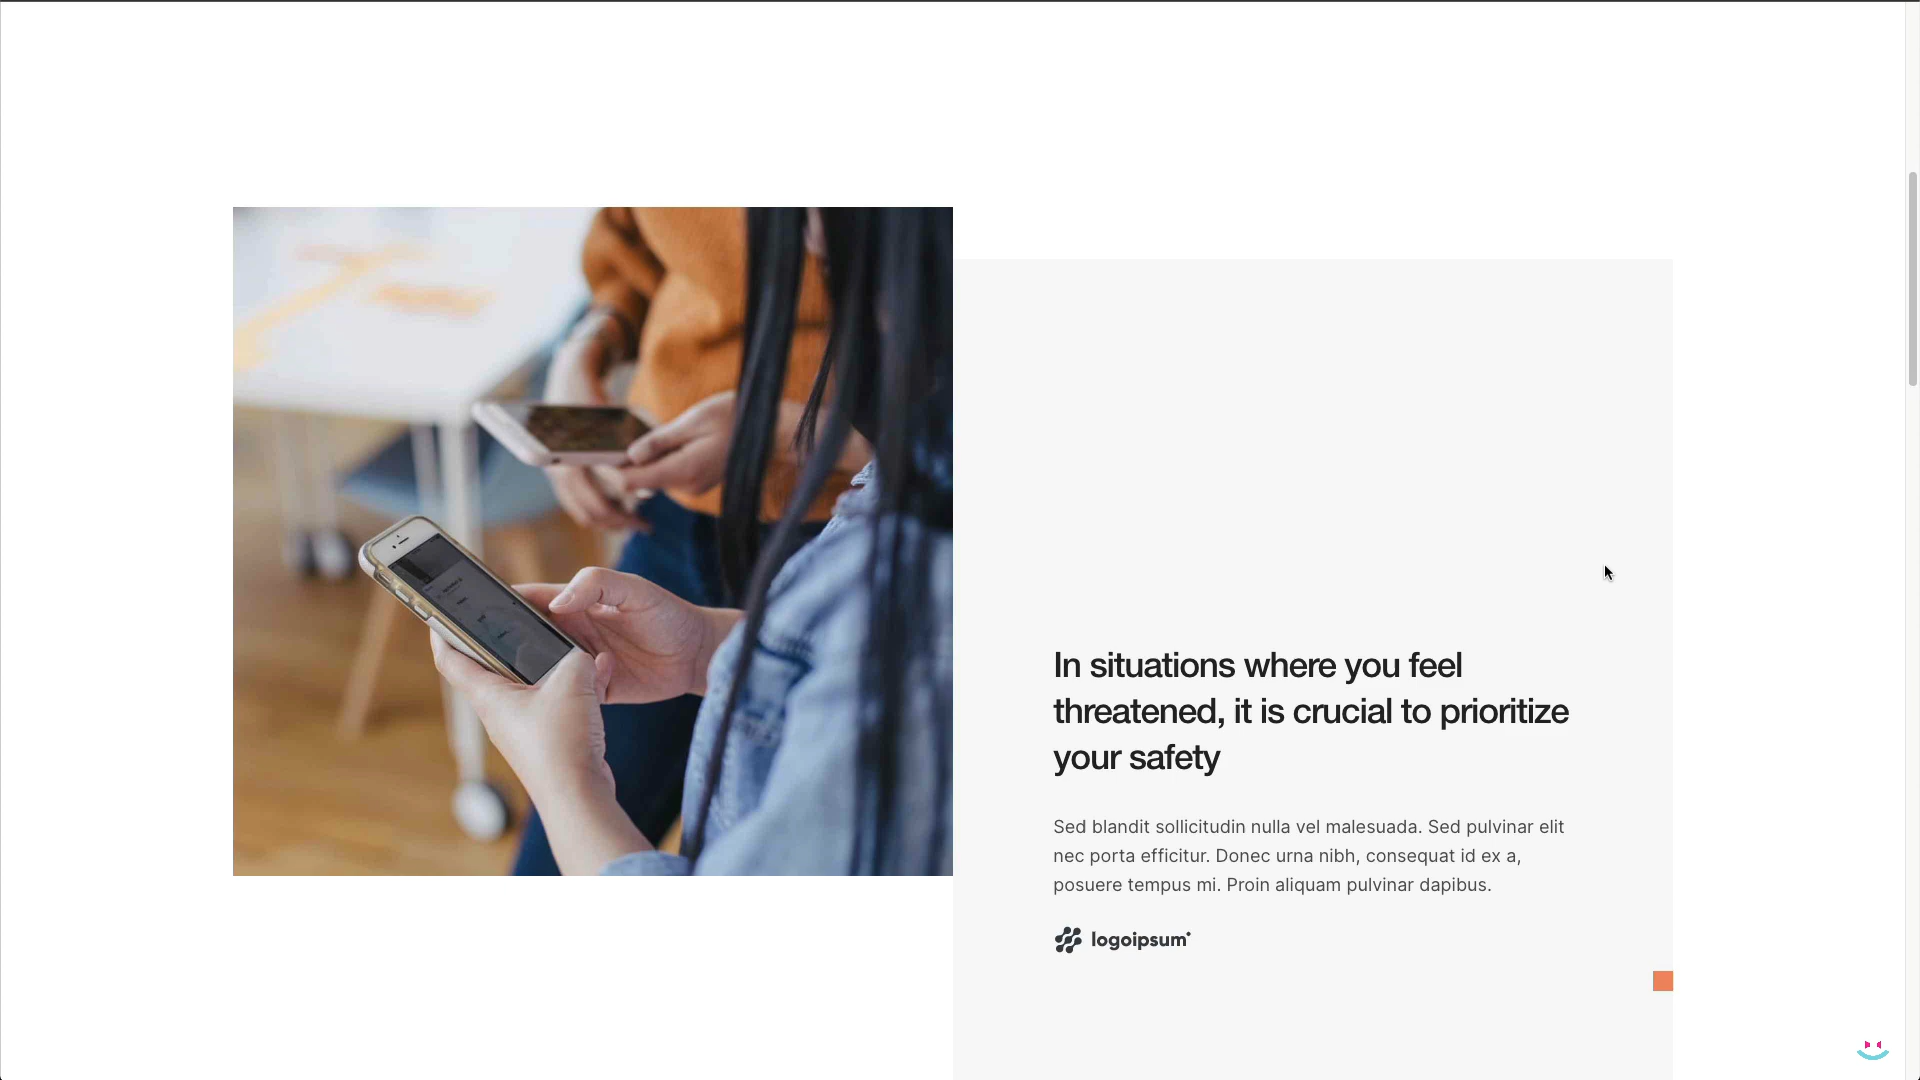 In situations where you feel
threatened, it is crucial to prioritize
your safety
Sed blandit sollicitudin nulla vel malesuada. Sed pulvinar elit
nec porta efficitur. Donec urna nibh, consequat id ex a,
posuere tempus mi. Proin aliquam pulvinar dapibus.
logoipsum